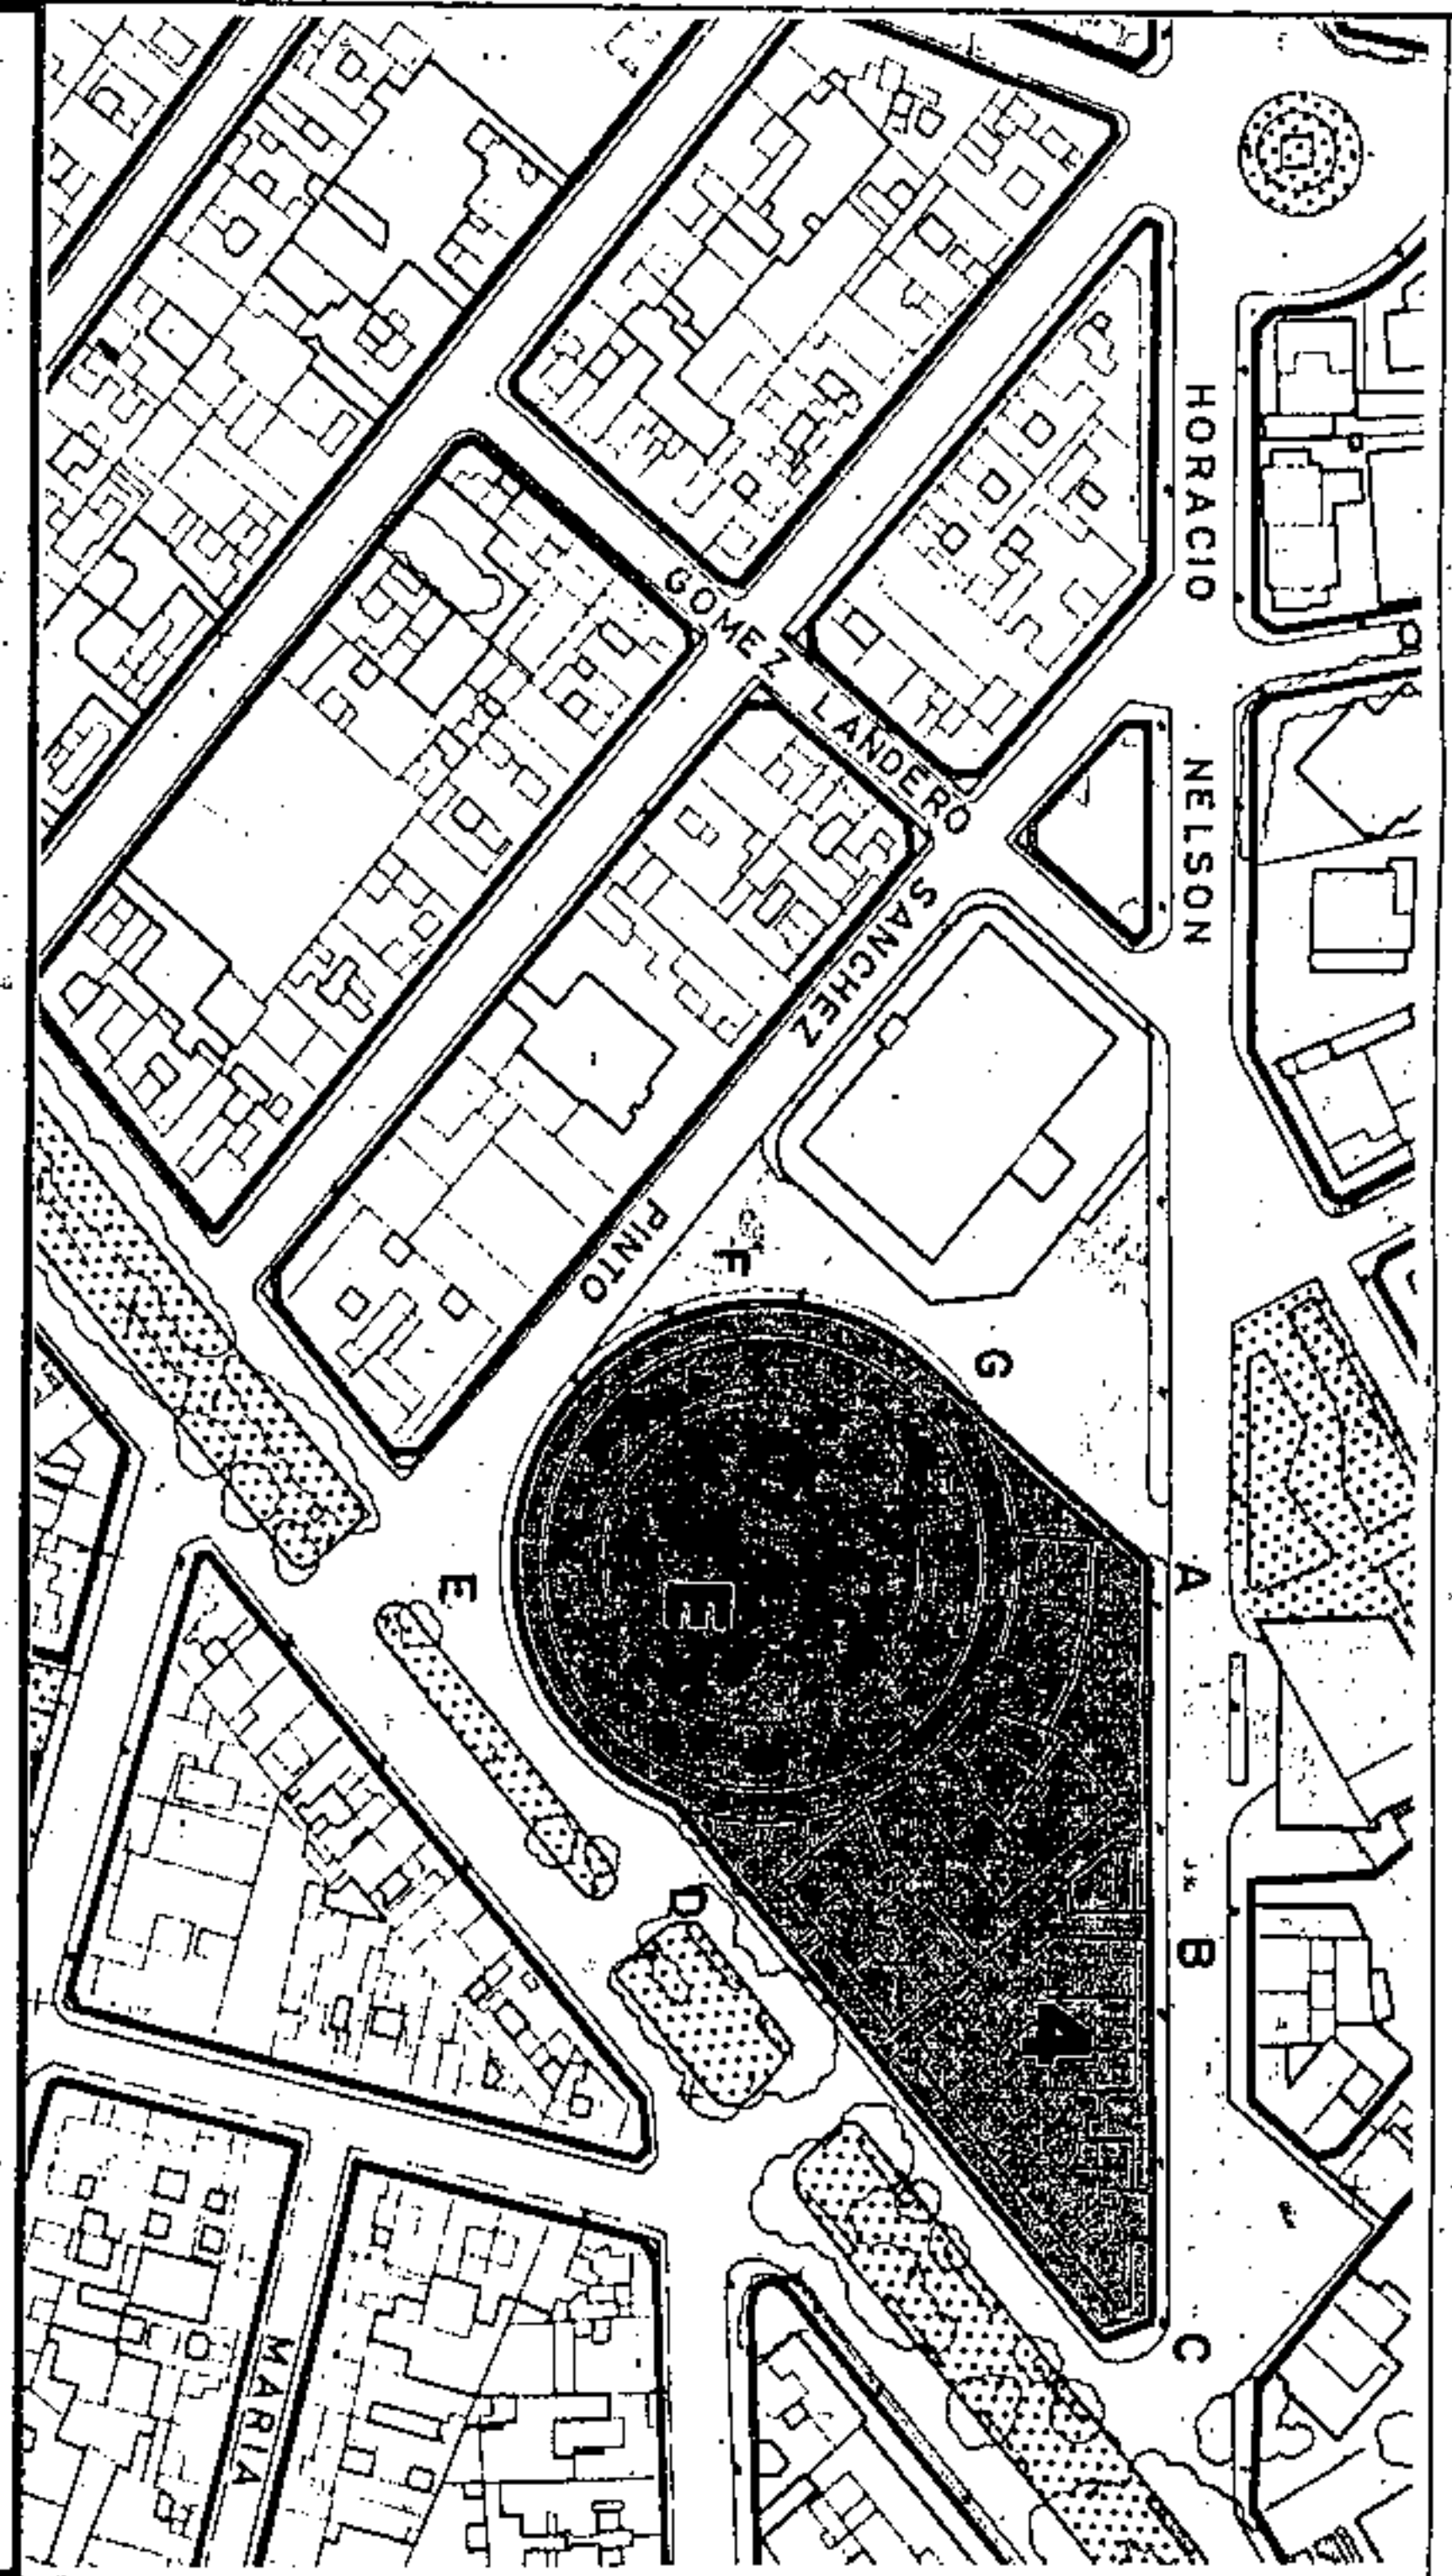 HORACIO NELSON
GOMEZ LANDERO
SANCHEZ PINTO
F
G
A
E
E
B
D
4
C
MARIA